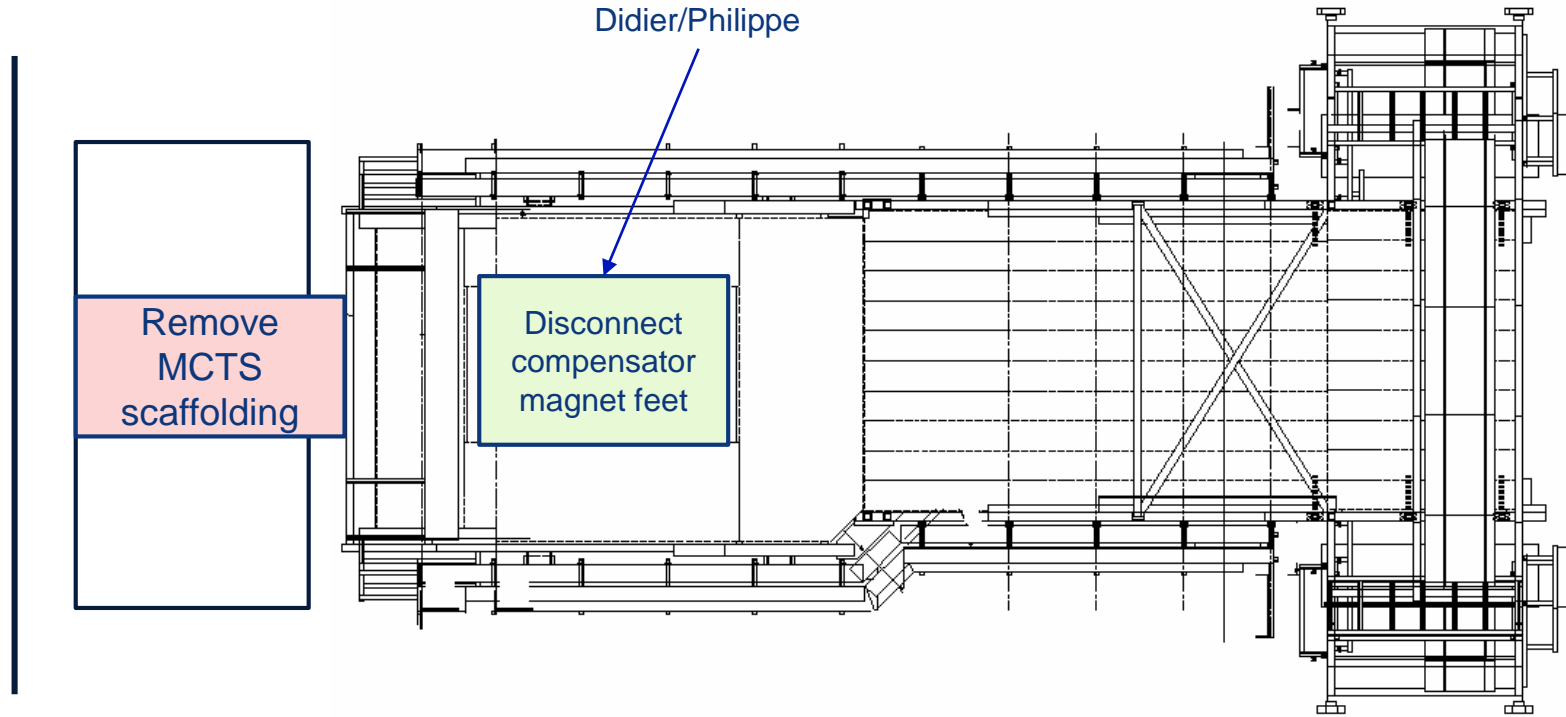 Didier/Philippe
Remove
MCTS
scaffolding
Disconnect
compensator
magnet feet